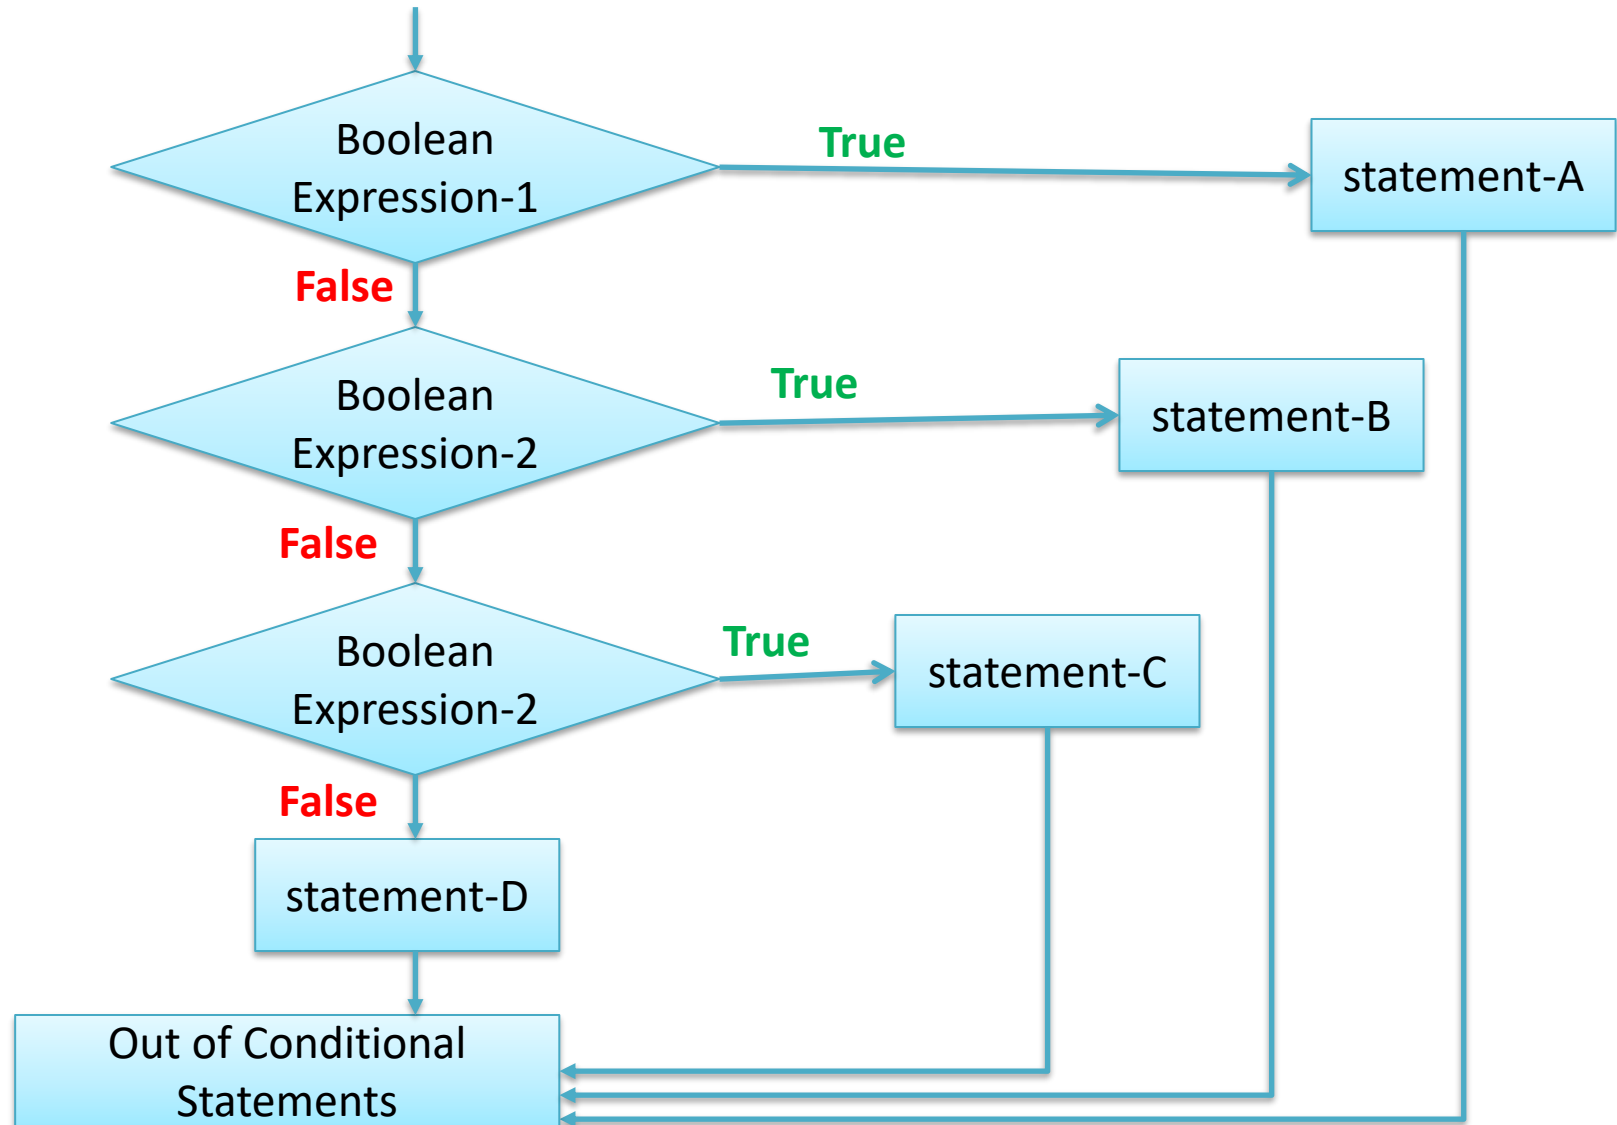 Boolean
Expression-1
True
statement-A
False
Boolean
Expression-2
True
statement-B
False
Boolean
Expression-2
True
statement-C
False
statement-D
Out of Conditional
Statements